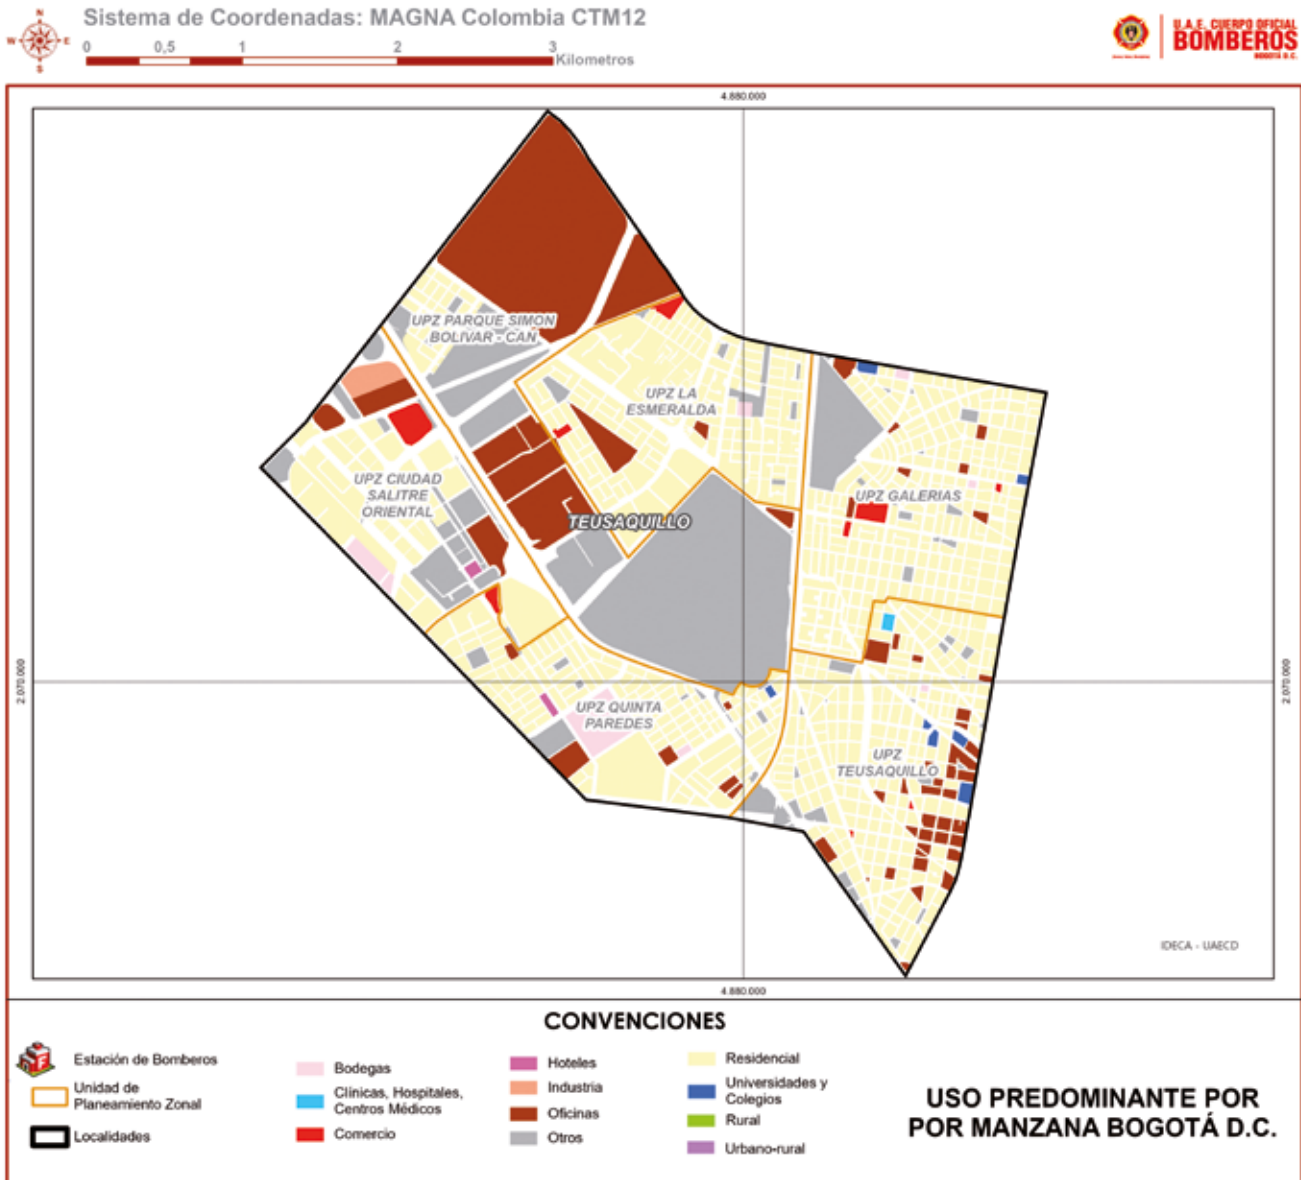 Sistema de Coordenadas: MAGNA Colombia CTM12
N
W E
S
0 0,5 1 2 3
Kilometros
U.A.E. CUERPO OFICIAL
BOMBEROS
BOGOTÁ D.C.
4.880.000
UPZ PARQUE SIMON
BOLIVAR - CAN
UPZ LA
ESMERALDA
UPZ CIUDAD
SALITRE
ORIENTAL
UPZ GALERIAS
TEUSAQUILLO
2.070.000
2.070.000
UPZ QUINTA
PAREDES
UPZ
TEUSAQUILLO
IDECA - UAECD
4.880.000
CONVENCIONES
Estación de Bomberos
Unidad de
Planeamiento Zonal
Localidades
Bodegas
Clínicas, Hospitales,
Centros Médicos
Comercio
Hoteles
Industria
Oficinas
Otros
Residencial
Universidades y
Colegios
Rural
Urbano-rural
USO PREDOMINANTE POR
POR MANZANA BOGOTÁ D.C.